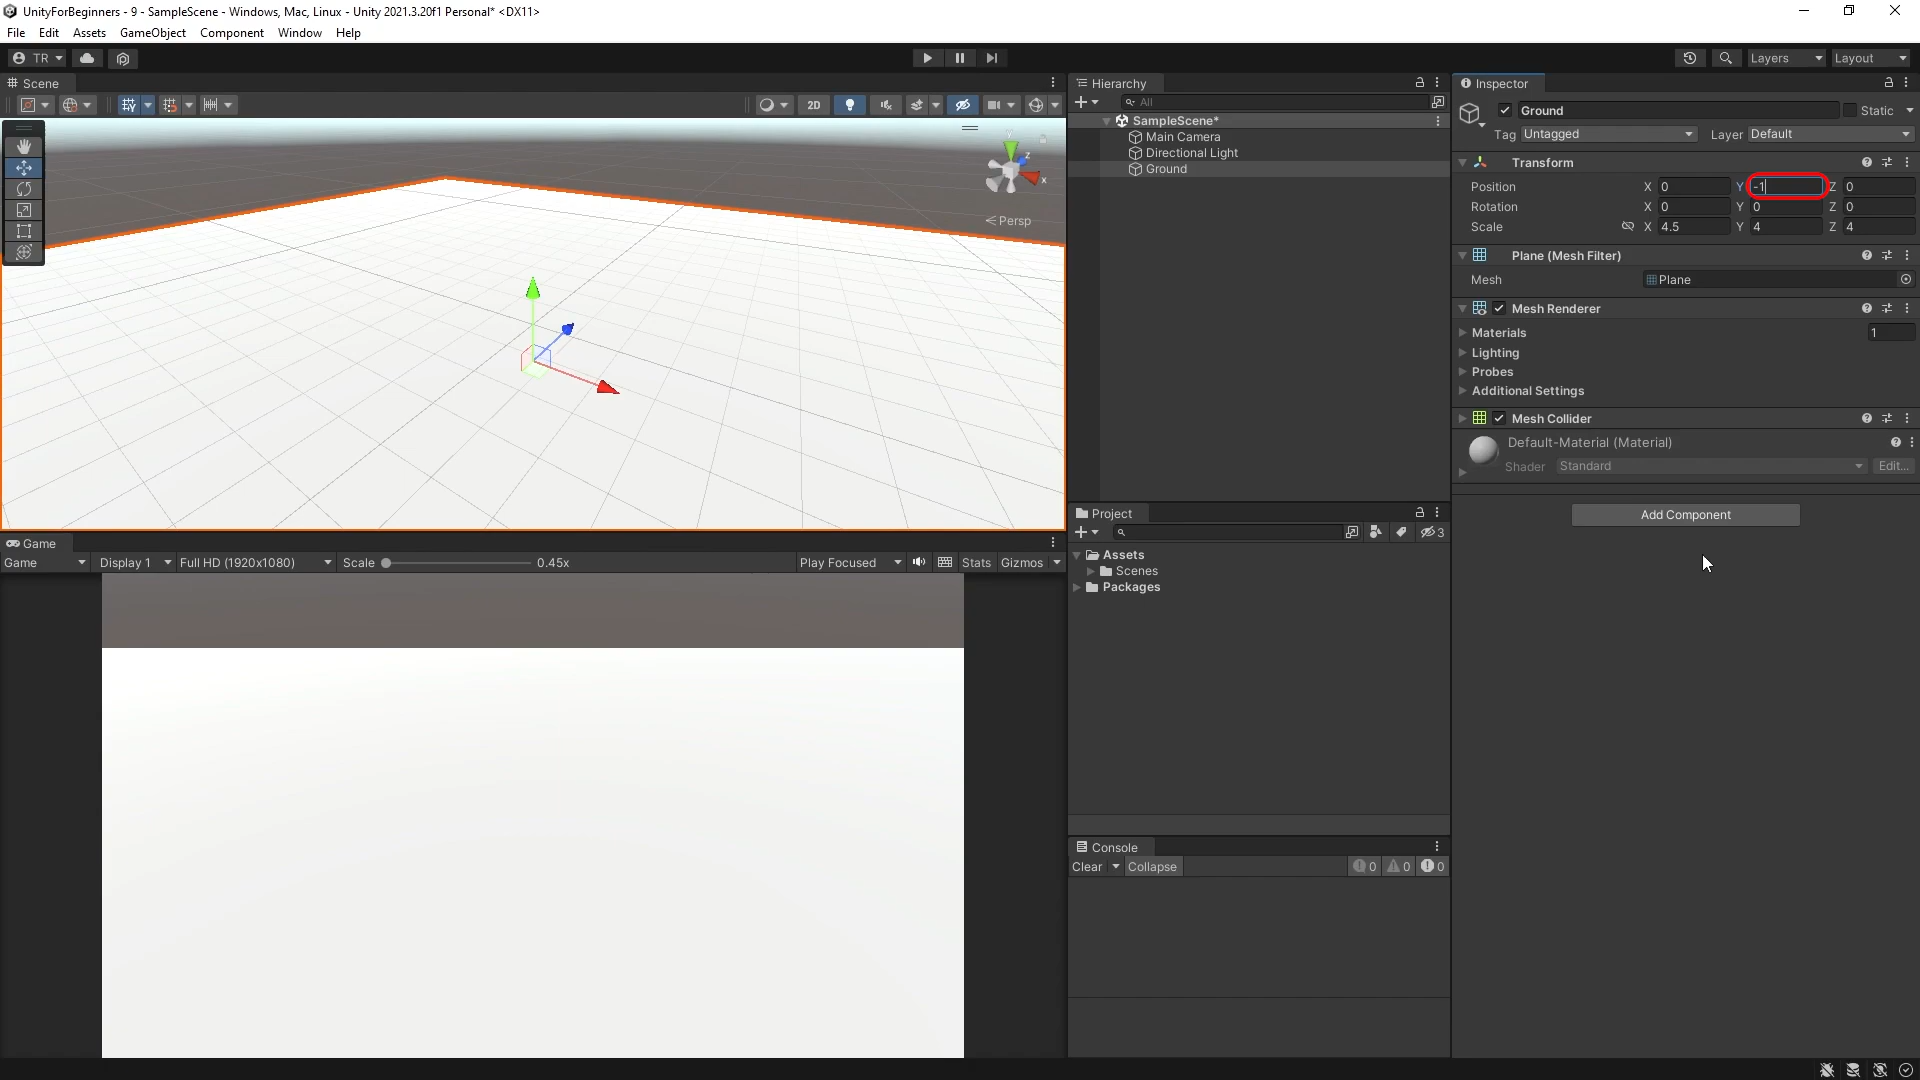 UnityForBeginners - 9 - SampleScene - Windows, Mac, Linux - Unity 2021.3.20f1 Personal* <DX11>
File Edit Assets GameObject Component Window Help
TR
Layers Layout
Scene
2D
y
z
x
Persp
Game
Game Display 1 Full HD (1920x1080) Scale 0.45x Play Focused Stats Gizmos
Hierarchy
All
SampleScene*
Main Camera
Directional Light
Ground
Project
3
Assets
Scenes
Packages
Console
Clear Collapse 0 0 0
Inspector
Ground Static
Tag Untagged Layer Default
Transform
Position X 0 Y -1 Z 0
Rotation X 0 Y 0 Z 0
Scale X 4.5 Y 4 Z 4
Plane (Mesh Filter)
Mesh Plane
Mesh Renderer
Materials 1
Lighting
Probes
Additional Settings
Mesh Collider
Default-Material (Material)
Shader Standard Edit...
Add Component